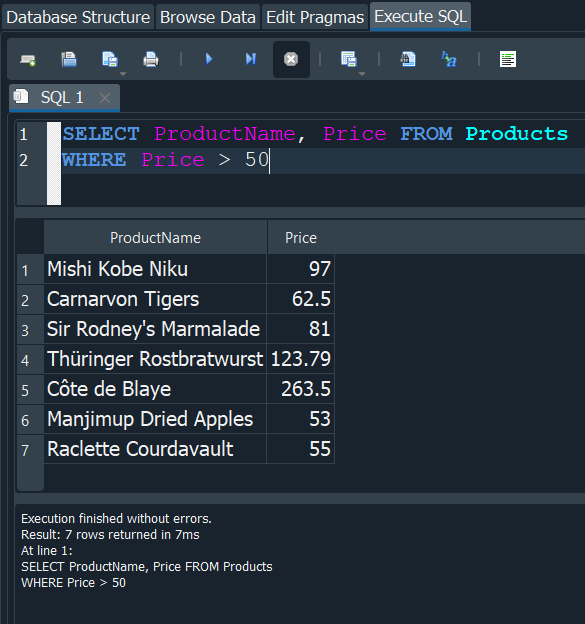 Database Structure Browse Data Edit Pragmas Execute SQL
SQL 1
1 SELECT ProductName, Price FROM Products
2 WHERE Price > 50
ProductName Price
1 Mishi Kobe Niku 97
2 Carnarvon Tigers 62.5
3 Sir Rodney's Marmalade 81
4 Thüringer Rostbratwurst 123.79
5 Côte de Blaye 263.5
6 Manjimup Dried Apples 53
7 Raclette Courdavault 55
Execution finished without errors.
Result: 7 rows returned in 7ms
At line 1:
SELECT ProductName, Price FROM Products
WHERE Price > 50